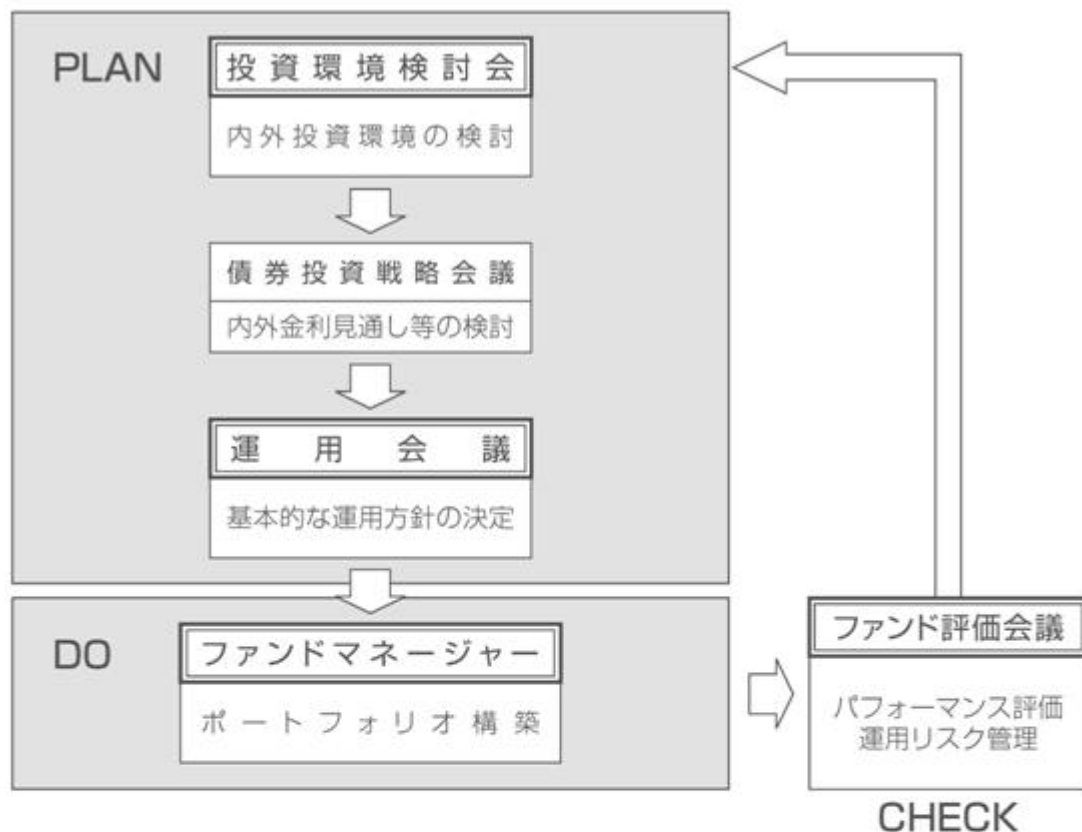 PLAN
投資環境検討会
内外投資環境の検討
債券投資戦略会議
内外金利見通し等の検討
運用会議
基本的な運用方針の決定
DO
ファンドマネージャー
ポートフォリオ構築
ファンド評価会議
パフォーマンス評価
運用リスク管理
CHECK